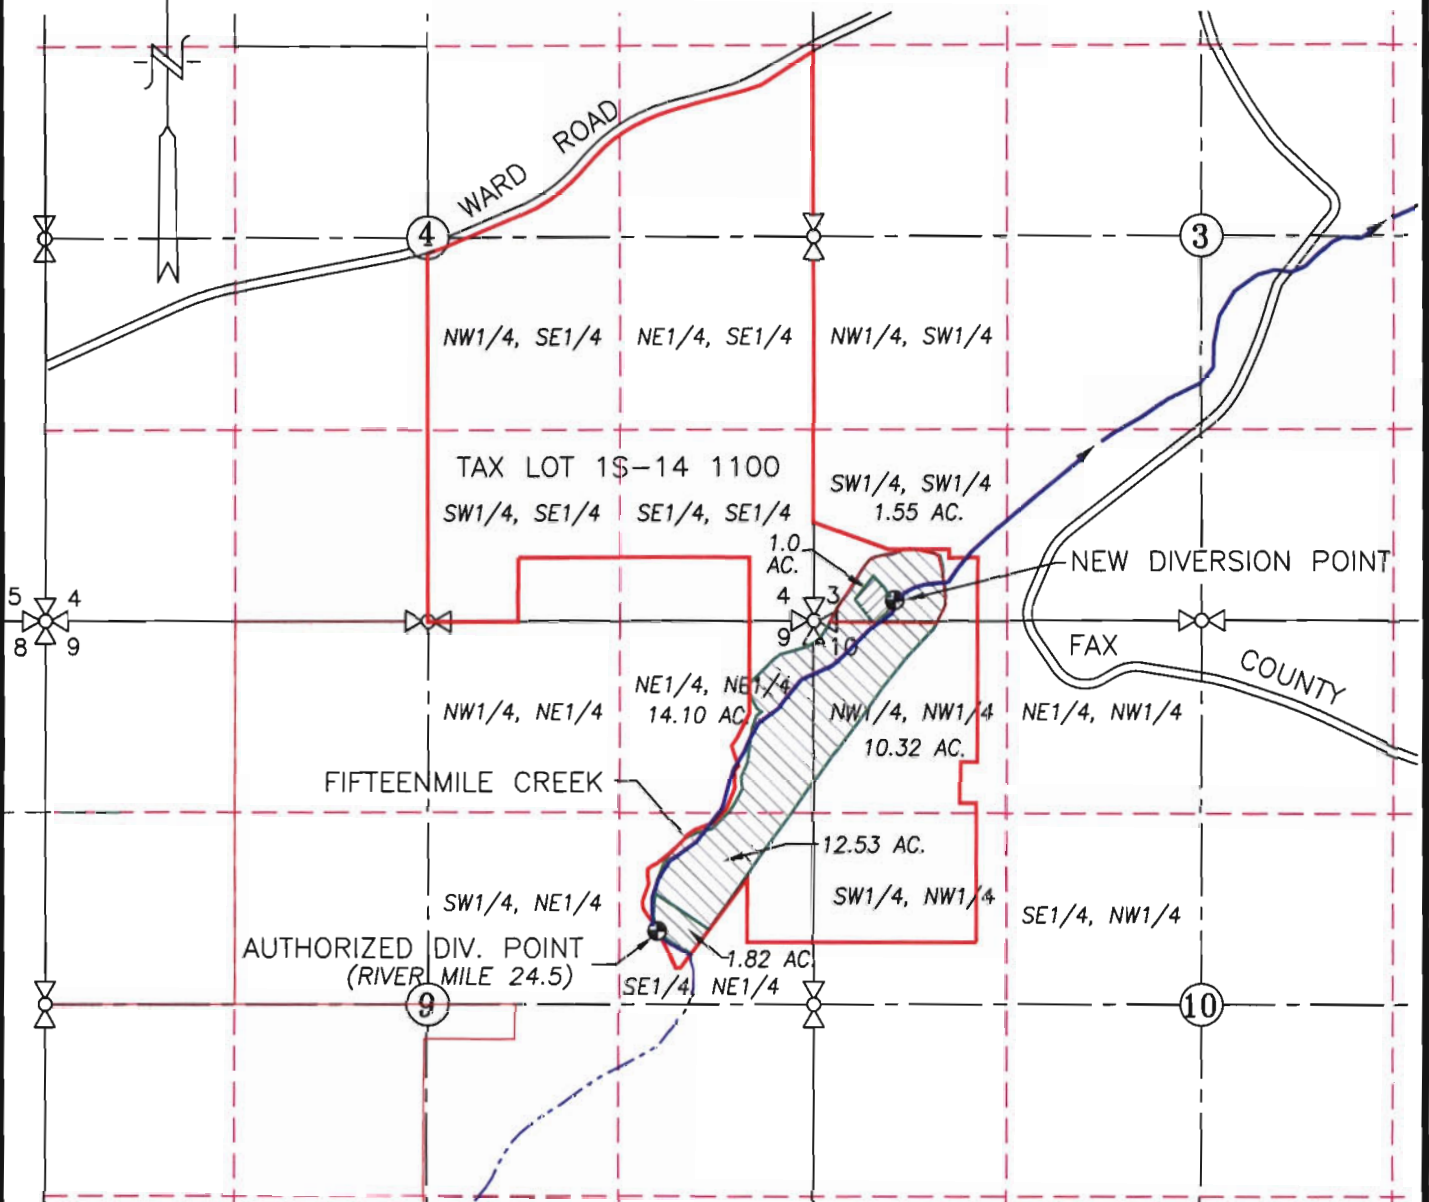 N
WARD ROAD
4
3
NW1/4, SE1/4
NE1/4, SE1/4
NW1/4, SW1/4
TAX LOT 1S-14 1100
SW1/4, SW1/4
1.55 AC.
SW1/4, SE1/4
SE1/4, SE1/4
1.0
AC.
NEW DIVERSION POINT
5 4
8 9
4 3
9 10
FAX
COUNTY
NE1/4, NE1/4
14.10 AC.
NW1/4, NE1/4
NW1/4, NW1/4
10.32 AC.
NE1/4, NW1/4
FIFTEENMILE CREEK
12.53 AC.
SW1/4, NE1/4
SW1/4, NW1/4
SE1/4, NW1/4
AUTHORIZED DIV. POINT
(RIVER MILE 24.5)
1.82 AC.
SE1/4, NE1/4
9
10